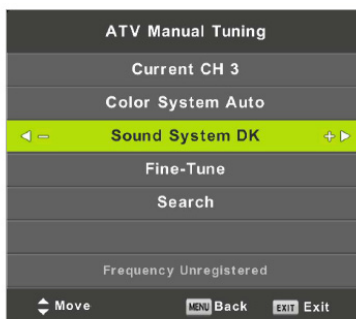 ATV Manual Tuning
Current CH 3
Color System Auto
− Sound System DK +
Fine-Tune
Search
Frequency Unregistered
Move MENU Back EXIT Exit